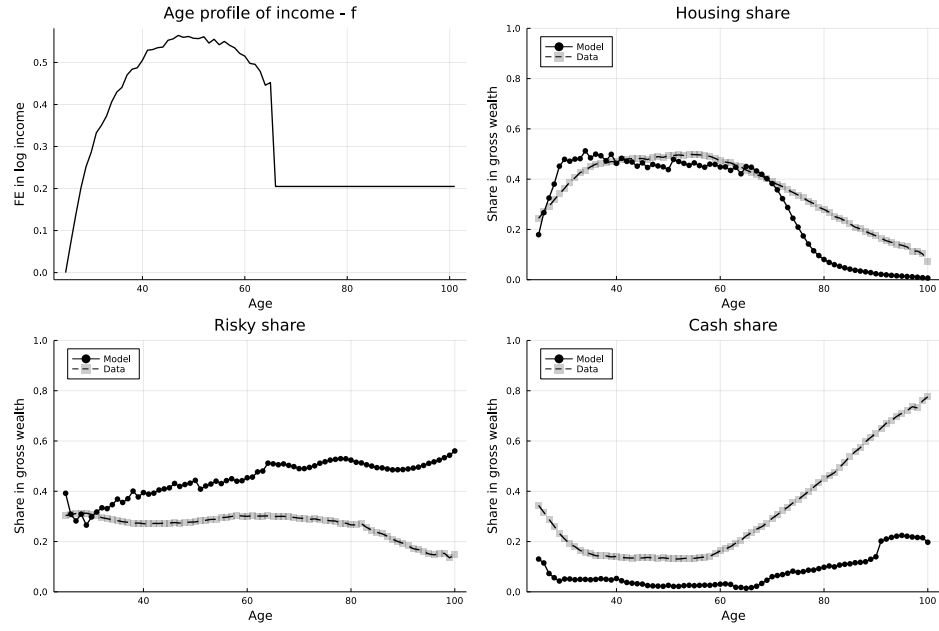 Age profile of income - f
FE in log income
0.5
0.4
0.3
0.2
0.1
0.0
40
60
80
100
Age
Housing share
Model
Data
Share in gross wealth
1.0
0.8
0.6
0.4
0.2
0.0
40
60
80
100
Age
Risky share
Model
Data
Share in gross wealth
1.0
0.8
0.6
0.4
0.2
0.0
40
60
80
100
Age
Cash share
Model
Data
Share in gross wealth
1.0
0.8
0.6
0.4
0.2
0.0
40
60
80
100
Age